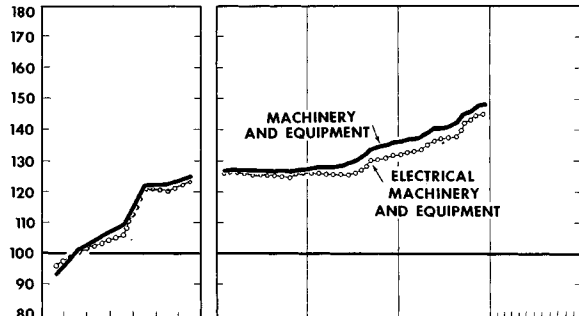 180
170
160
150
140
130
120
110
100
90
80
MACHINERY
AND EQUIPMENT
ELECTRICAL
MACHINERY
AND EQUIPMENT